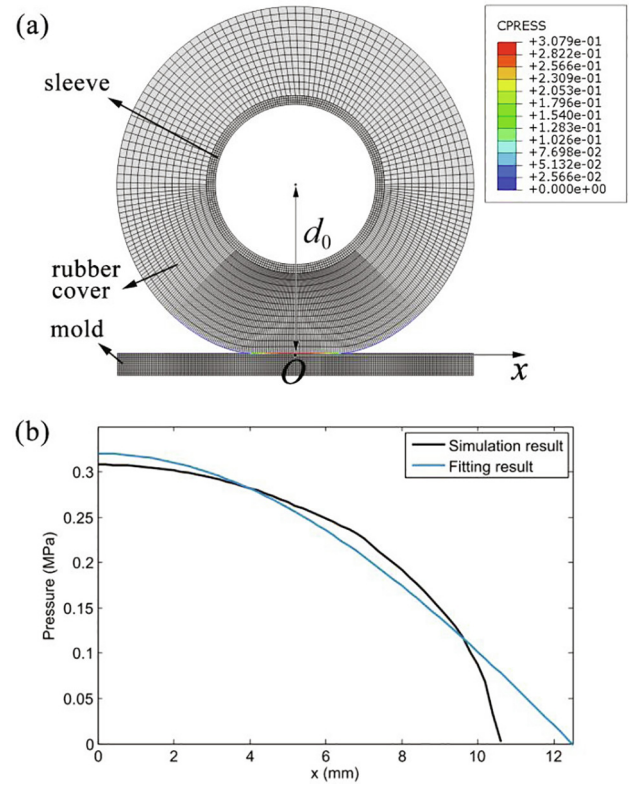 (a)
CPRESS
+3.079e-01
+2.822e-01
+2.566e-01
+2.309e-01
+2.053e-01
+1.796e-01
+1.540e-01
+1.283e-01
+1.026e-01
+7.698e-02
+5.132e-02
+2.566e-02
+0.000e+00
sleeve
d0
rubber
cover
mold
O
x
(b)
Simulation result
Fitting result
0.3
0.25
0.2
0.15
0.1
0.05
0
Pressure (MPa)
0 2 4 6 8 10 12
x (mm)